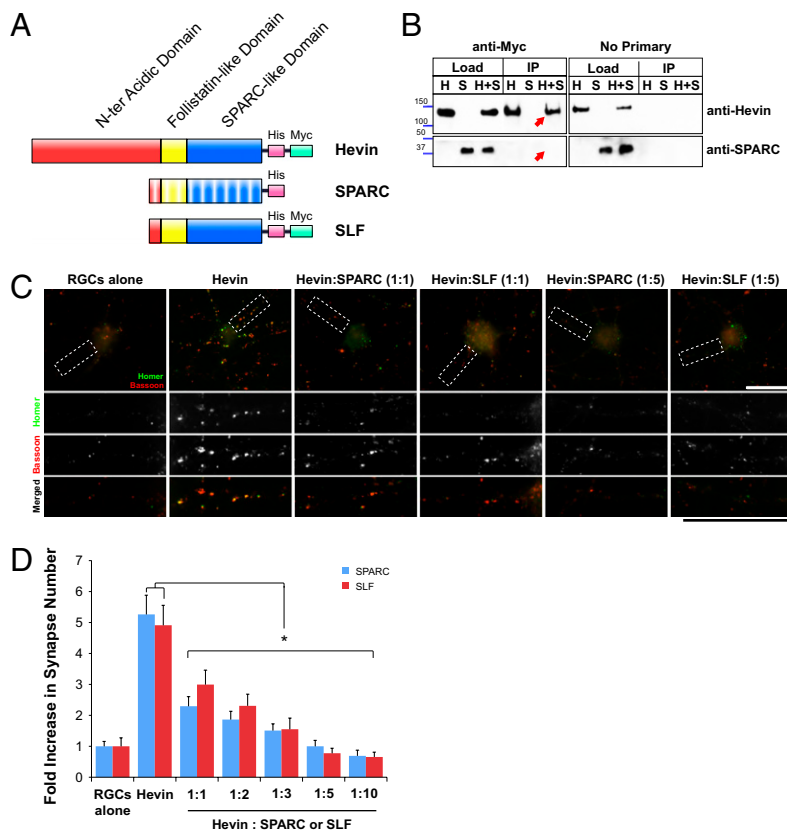 A
N-ter Acidic Domain
Follistatin-like Domain
SPARC-like Domain
His Myc
Hevin
His
SPARC
His Myc
SLF
B
anti-Myc No Primary
Load IP Load IP
H S H+S H S H+S H S H+S H S H+S
150
100
anti-Hevin
50
37
anti-SPARC
C
RGCs alone Hevin Hevin:SPARC (1:1) Hevin:SLF (1:1) Hevin:SPARC (1:5) Hevin:SLF (1:5)
Homer
Bassoon
Homer
Bassoon
Merged
D
Fold Increase in Synapse Number
7
6
5
4
3
2
1
0
SPARC
SLF
*
RGCs alone Hevin 1:1 1:2 1:3 1:5 1:10
Hevin : SPARC or SLF